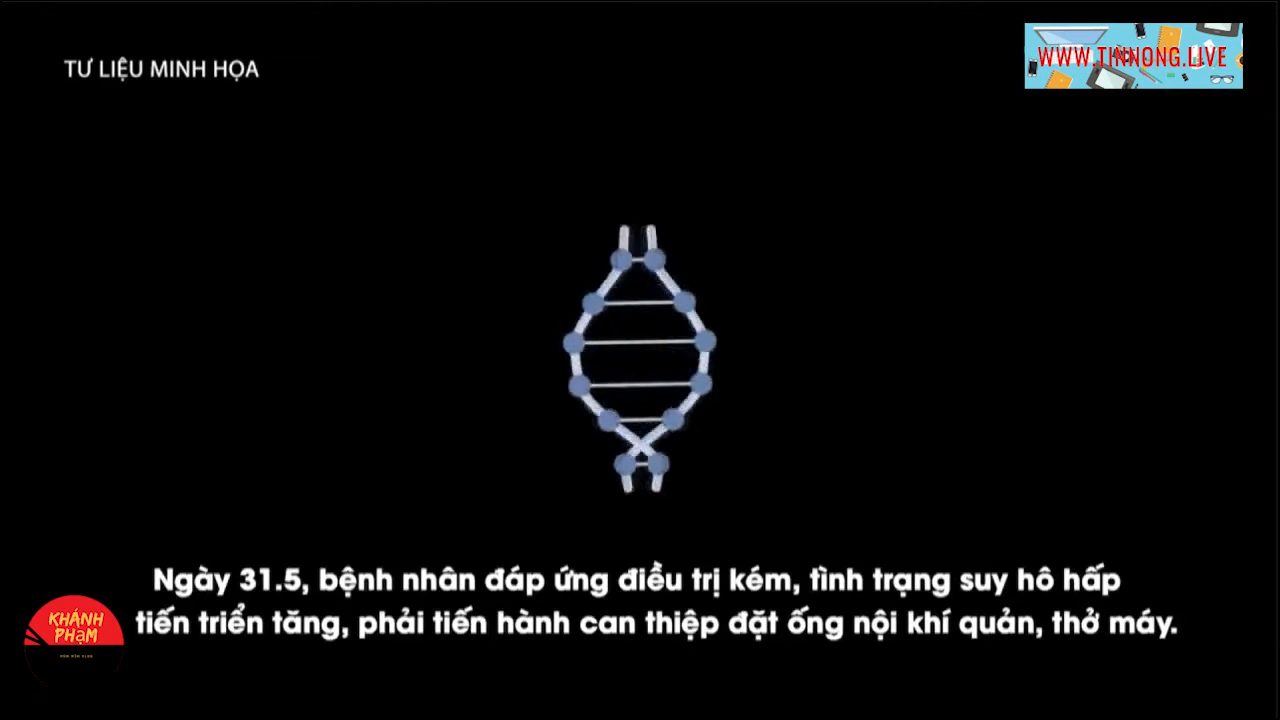 TƯ LIỆU MINH HỌA
WWW.TINNONG.LIVE
Ngày 31.5, bệnh nhân đáp ứng điều trị kém, tình trạng suy hô hấp
tiến triển tăng, phải tiến hành can thiệp đặt ống nội khí quản, thở máy.
KHÁNH
PHẠM